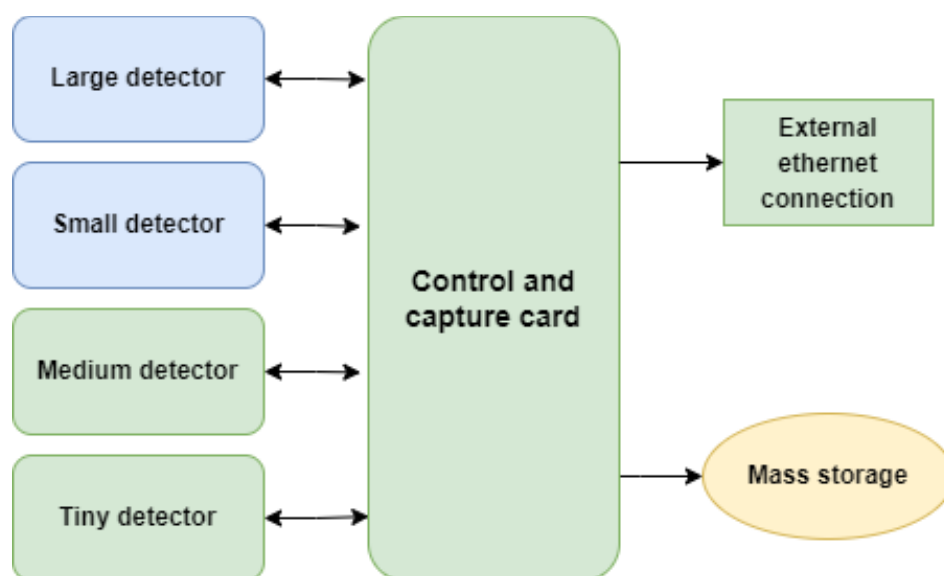 Large detector
Small detector
Medium detector
Tiny detector
Control and
capture card
External
ethernet
connection
Mass storage